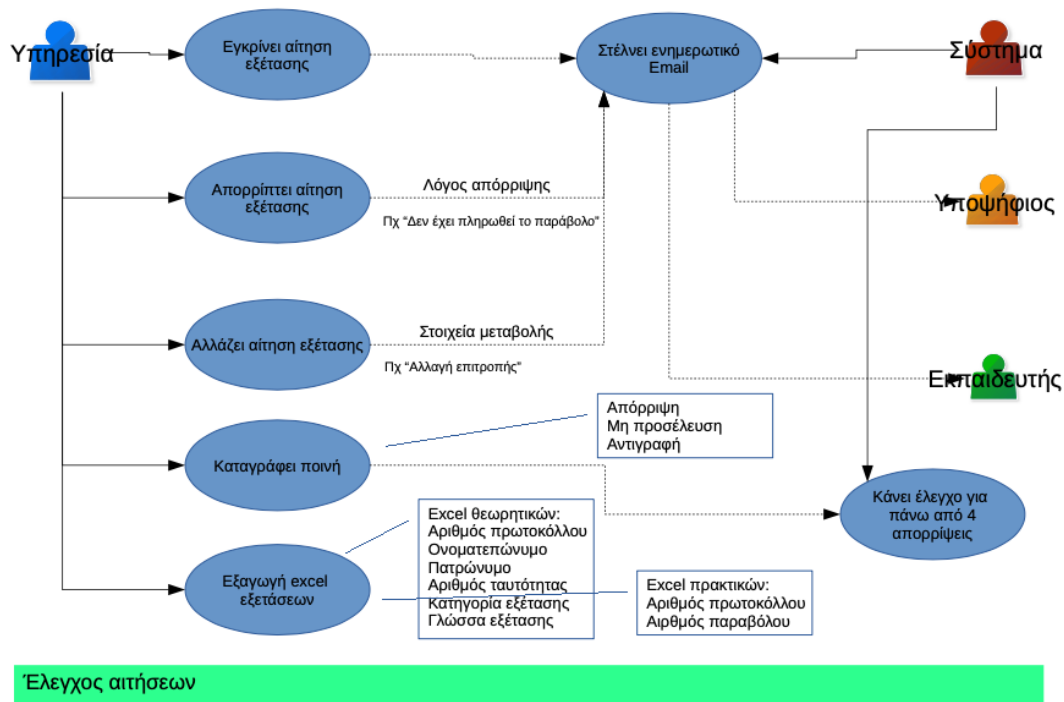 Υπηρεσία
Εγκρίνει αίτηση
εξέτασης
Στέλνει ενημερωτικό
Email
Σύστημα
Απορρίπτει αίτηση
εξέτασης
Λόγος απόρριψης
Πχ “Δεν έχει πληρωθεί το παράβολο”
Υποψήφιος
Αλλάζει αίτηση εξέτασης
Στοιχεία μεταβολής
Πχ “Αλλαγή επιτροπής”
Εκπαιδευτής
Απόρριψη
Μη προσέλευση
Αντιγραφή
Καταγράφει ποινή
Κάνει έλεγχο για
πάνω από 4
απορρίψεις
Excel θεωρητικών:
Αριθμός πρωτοκόλλου
Ονοματεπώνυμο
Πατρώνυμο
Αριθμός ταυτότητας
Κατηγορία εξέτασης
Γλώσσα εξέτασης
Εξαγωγή excel
εξετάσεων
Excel πρακτικών:
Αριθμός πρωτοκόλλου
Αιρθμός παραβόλου
Έλεγχος αιτήσεων